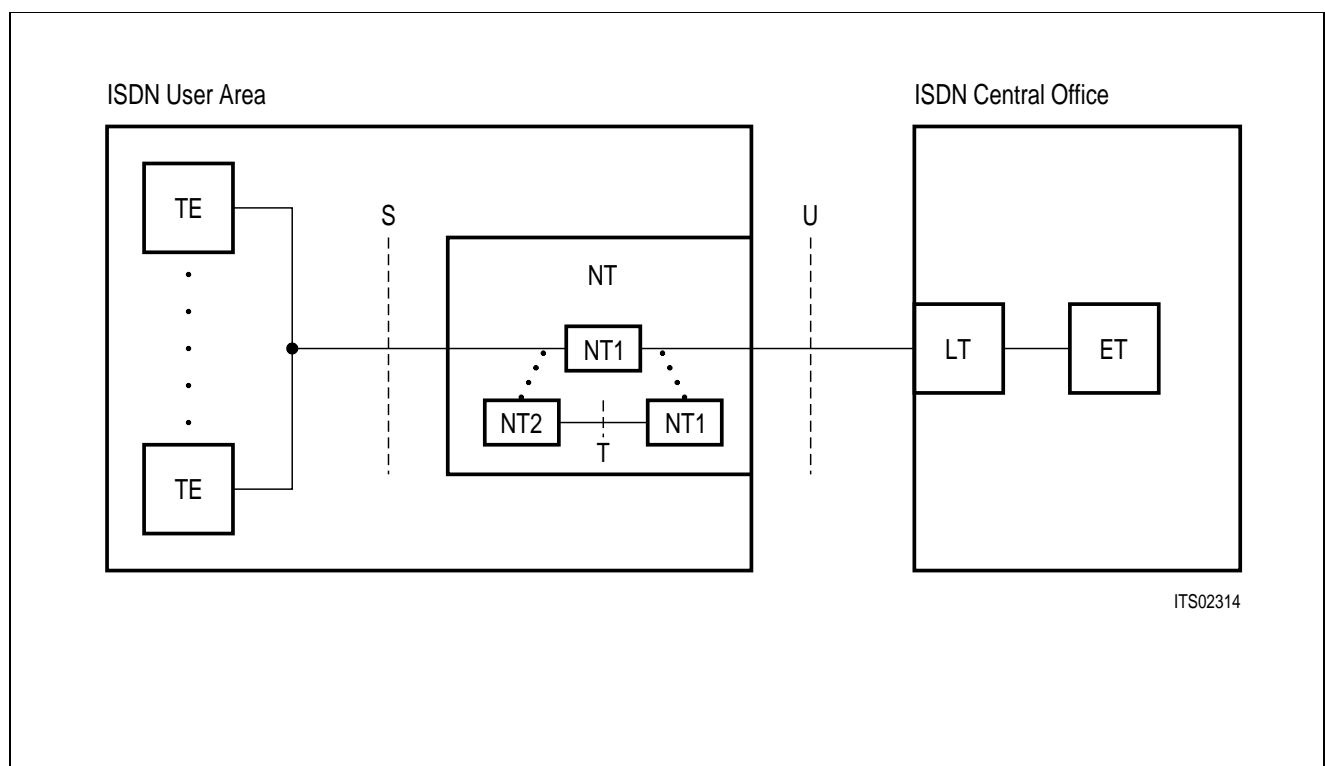 ISDN User Area
ISDN Central Office
TE
S
U
NT
NT1
LT
ET
NT2
NT1
T
TE
ITS02314